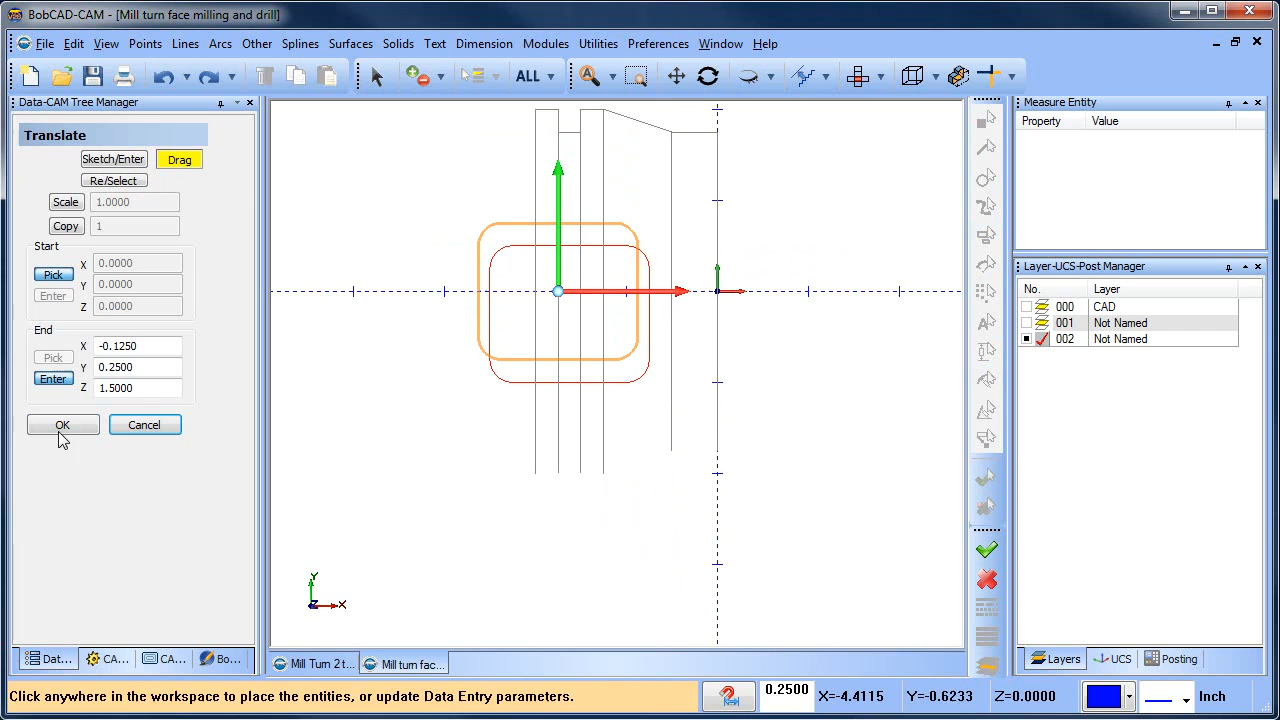 BobCAD-CAM - [Mill turn face milling and drill]
File Edit View Points Lines Arcs Other Splines Surfaces Solids Text Dimension Modules Utilities Preferences Window Help
ALL
Data-CAM Tree Manager
Translate
Sketch/Enter Drag
Re/Select
Scale 1.0000
Copy 1
Start
X 0.0000
Pick Y 0.0000
Enter Z 0.0000
End
X -0.1250
Pick Y 0.2500
Enter Z 1.5000
OK Cancel
Dat... CA... CA... Bo...
Y
Z X
Mill Turn 2 t... Mill turn fac...
Measure Entity
Property Value
Layer-UCS-Post Manager
No. Layer
000 CAD
001 Not Named
002 Not Named
Layers UCS Posting
Click anywhere in the workspace to place the entities, or update Data Entry parameters.
0.2500 X=-4.4115 Y=-0.6233 Z=0.0000 Inch